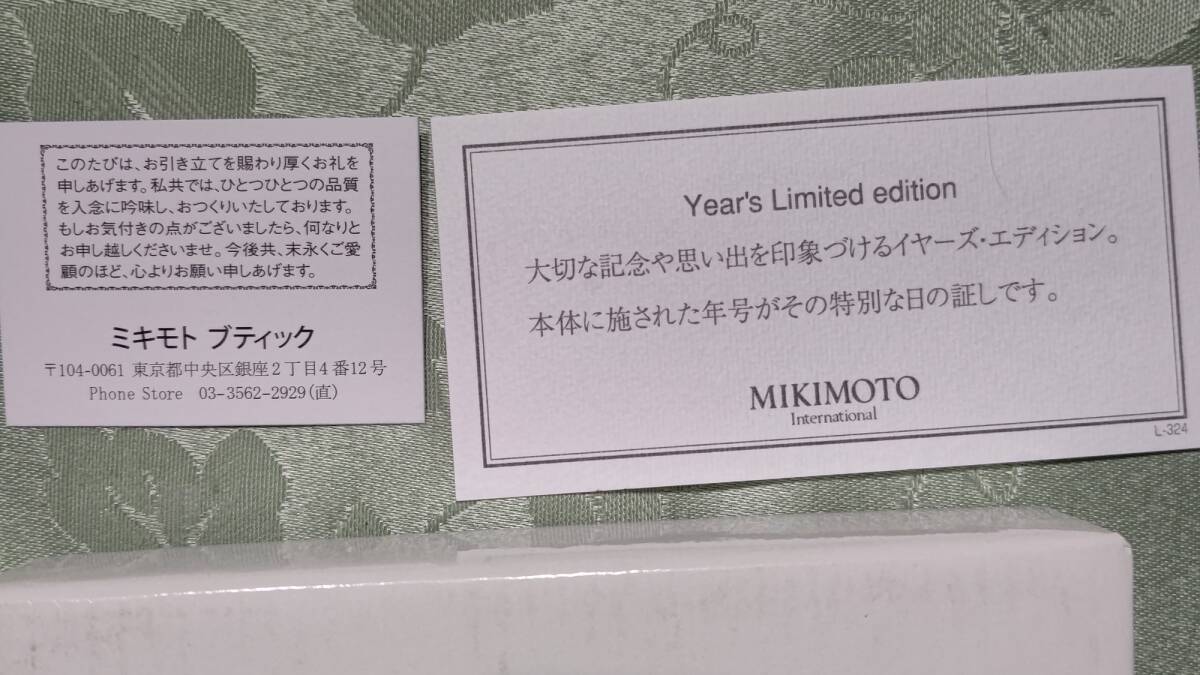 このたびは、お引き立てを賜わり厚くお礼を
申しあげます。私共では、ひとつひとつの品質
を入念に吟味し、おつくりいたしております。
もしお気付きの点がございましたら、何なりと
お申し越しくださいませ。今後共、末永くご愛
顧のほど、心よりお願い申しあげます。
ミキモト ブティック
〒104-0061 東京都中央区銀座2丁目4番12号
Phone Store 03-3562-2929(直)
Year's Limited edition
大切な記念や思い出を印象づけるイヤーズ・エディション。
本体に施された年号がその特別な日の証しです。
MIKIMOTO
International
L-324